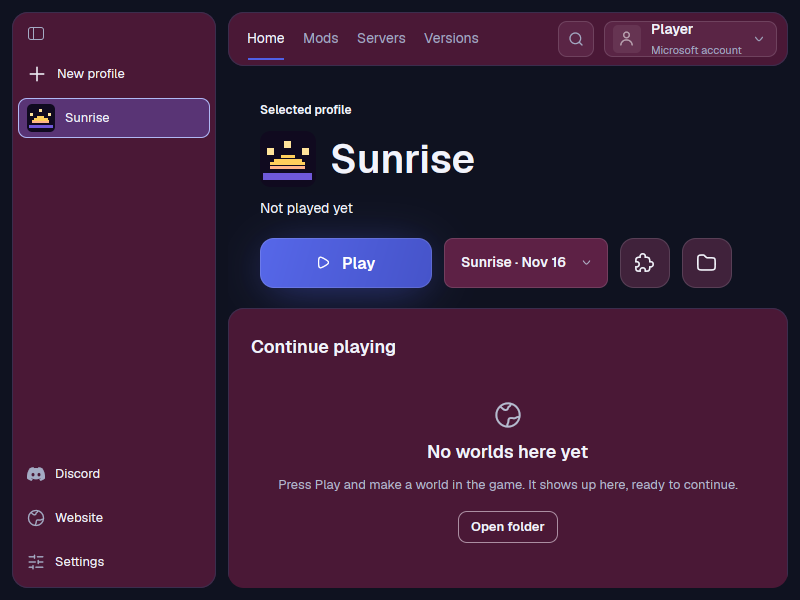 New profile
Sunrise
Discord
Website
Settings
Home
Mods
Servers
Versions
Player
Microsoft account
Selected profile
Sunrise
Not played yet
Play
Sunrise · Nov 16
Continue playing
No worlds here yet
Press Play and make a world in the game. It shows up here, ready to continue.
Open folder